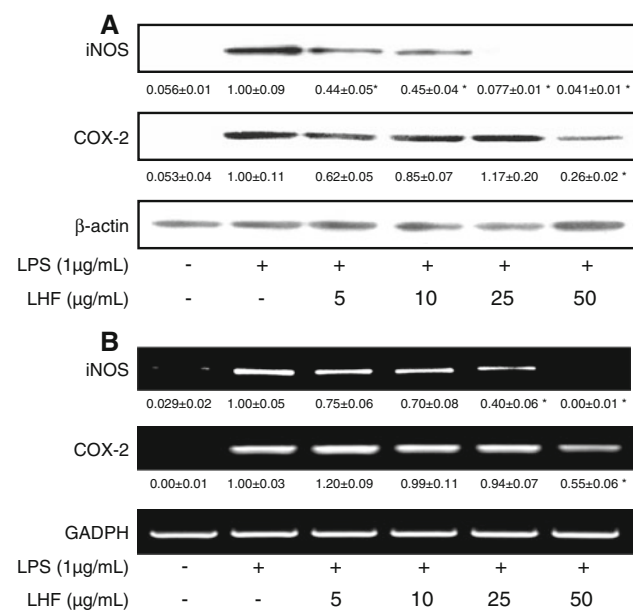 A
iNOS
0.056±0.01 1.00±0.09 0.44±0.05* 0.45±0.04 * 0.077±0.01 * 0.041±0.01 *
COX-2
0.053±0.04 1.00±0.11 0.62±0.05 0.85±0.07 1.17±0.20 0.26±0.02 *
β-actin
LPS (1µg/mL) - + + + + +
LHF (µg/mL) - - 5 10 25 50
B
iNOS
0.029±0.02 1.00±0.05 0.75±0.06 0.70±0.08 0.40±0.06 * 0.00±0.01 *
COX-2
0.00±0.01 1.00±0.03 1.20±0.09 0.99±0.11 0.94±0.07 0.55±0.06 *
GADPH
LPS (1µg/mL) - + + + + +
LHF (µg/mL) - - 5 10 25 50